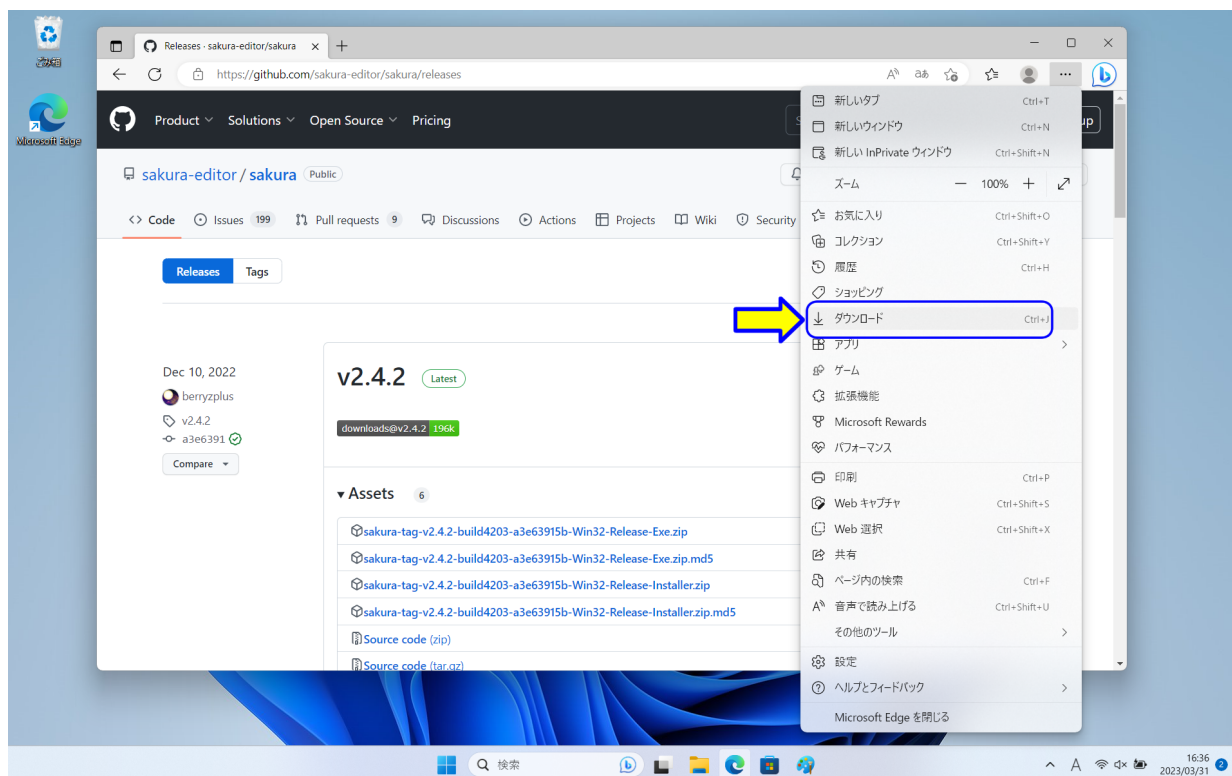 ごみ箱
Microsoft Edge
Releases · sakura-editor/sakura
https://github.com/sakura-editor/sakura/releases
Product Solutions Open Source Pricing
up
sakura-editor / sakura Public
Code Issues 199 Pull requests 9 Discussions Actions Projects Wiki Security
Releases Tags
Dec 10, 2022
berryzplus
v2.4.2
a3e6391
Compare
v2.4.2 Latest
downloads@v2.4.2 196k
Assets 6
sakura-tag-v2.4.2-build4203-a3e63915b-Win32-Release-Exe.zip
sakura-tag-v2.4.2-build4203-a3e63915b-Win32-Release-Exe.zip.md5
sakura-tag-v2.4.2-build4203-a3e63915b-Win32-Release-Installer.zip
sakura-tag-v2.4.2-build4203-a3e63915b-Win32-Release-Installer.zip.md5
Source code (zip)
Source code (tar.gz)
新しいタブ Ctrl+T
新しいウィンドウ Ctrl+N
新しい InPrivate ウィンドウ Ctrl+Shift+N
ズーム 100%
お気に入り Ctrl+Shift+O
コレクション Ctrl+Shift+Y
履歴 Ctrl+H
ショッピング
ダウンロード Ctrl+J
アプリ
ゲーム
拡張機能
Microsoft Rewards
パフォーマンス
印刷 Ctrl+P
Web キャプチャ Ctrl+Shift+S
Web 選択 Ctrl+Shift+X
共有
ページ内の検索 Ctrl+F
音声で読み上げる Ctrl+Shift+U
その他のツール
設定
ヘルプとフィードバック
Microsoft Edge を閉じる
検索
A
16:36
2023/03/31
2